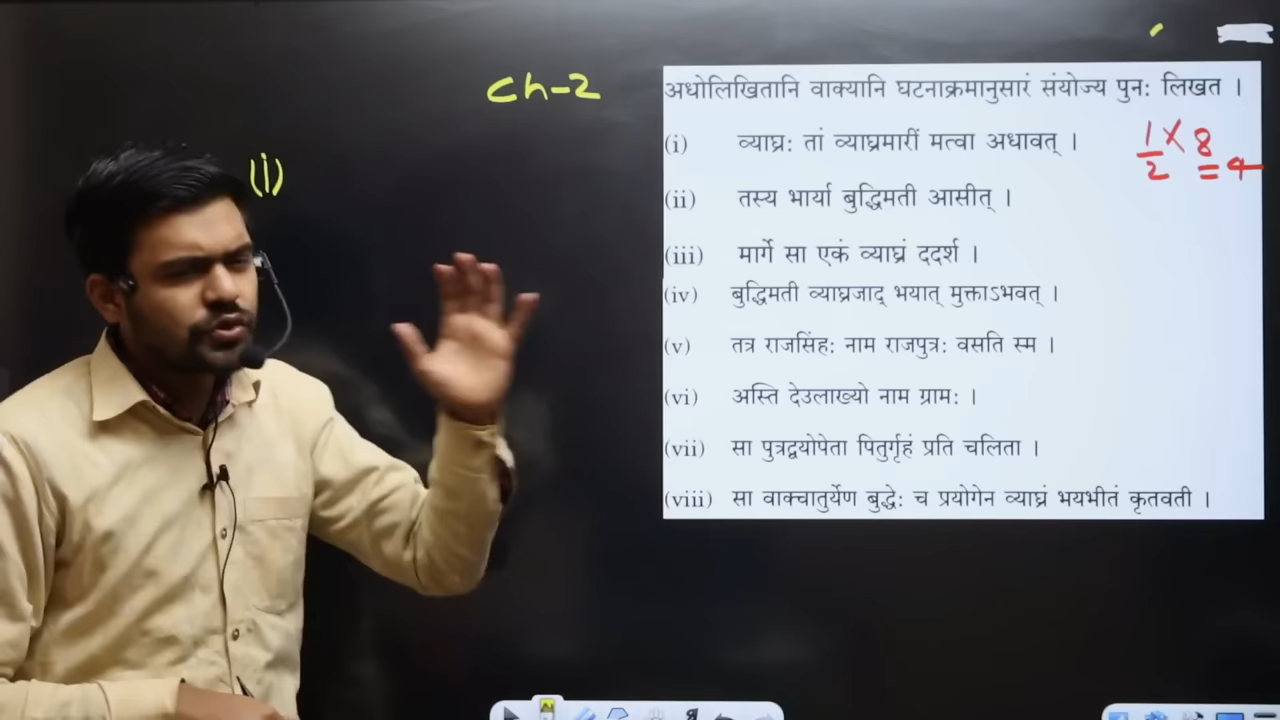 ch-2
(i)
अधोलिखितानि वाक्यानि घटनाक्रमानुसारं संयोज्य पुनः लिखत ।
(i) व्याघ्रः तां व्याघ्रमारीं मत्वा अधावत् ।
1/2 × 8 = 4
(ii) तस्य भार्या बुद्धिमती आसीत् ।
(iii) मार्गे सा एकं व्याघ्रं ददर्श ।
(iv) बुद्धिमती व्याघ्रजाद् भयात् मुक्ताऽभवत् ।
(v) तत्र राजसिंहः नाम राजपुत्रः वसति स्म ।
(vi) अस्ति देउलाख्यो नाम ग्रामः ।
(vii) सा पुत्रद्वयोपेता पितुर्गृहं प्रति चलिता ।
(viii) सा वाक्चातुर्येण बुद्धेः च प्रयोगेन व्याघ्रं भयभीतं कृतवती ।